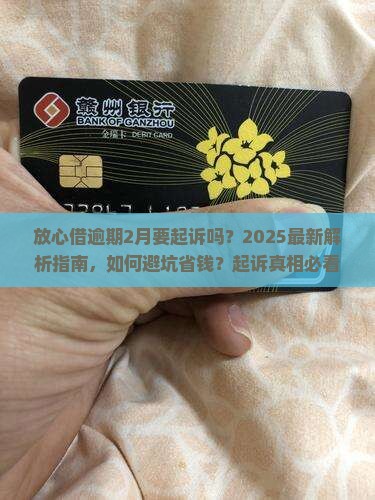 赣州银行
BANK OF GANZHOU
金瑞卡 DEBIT CARD
放心借逾期2月要起诉吗？2025最新解
析指南，如何避坑省钱？起诉真相必看